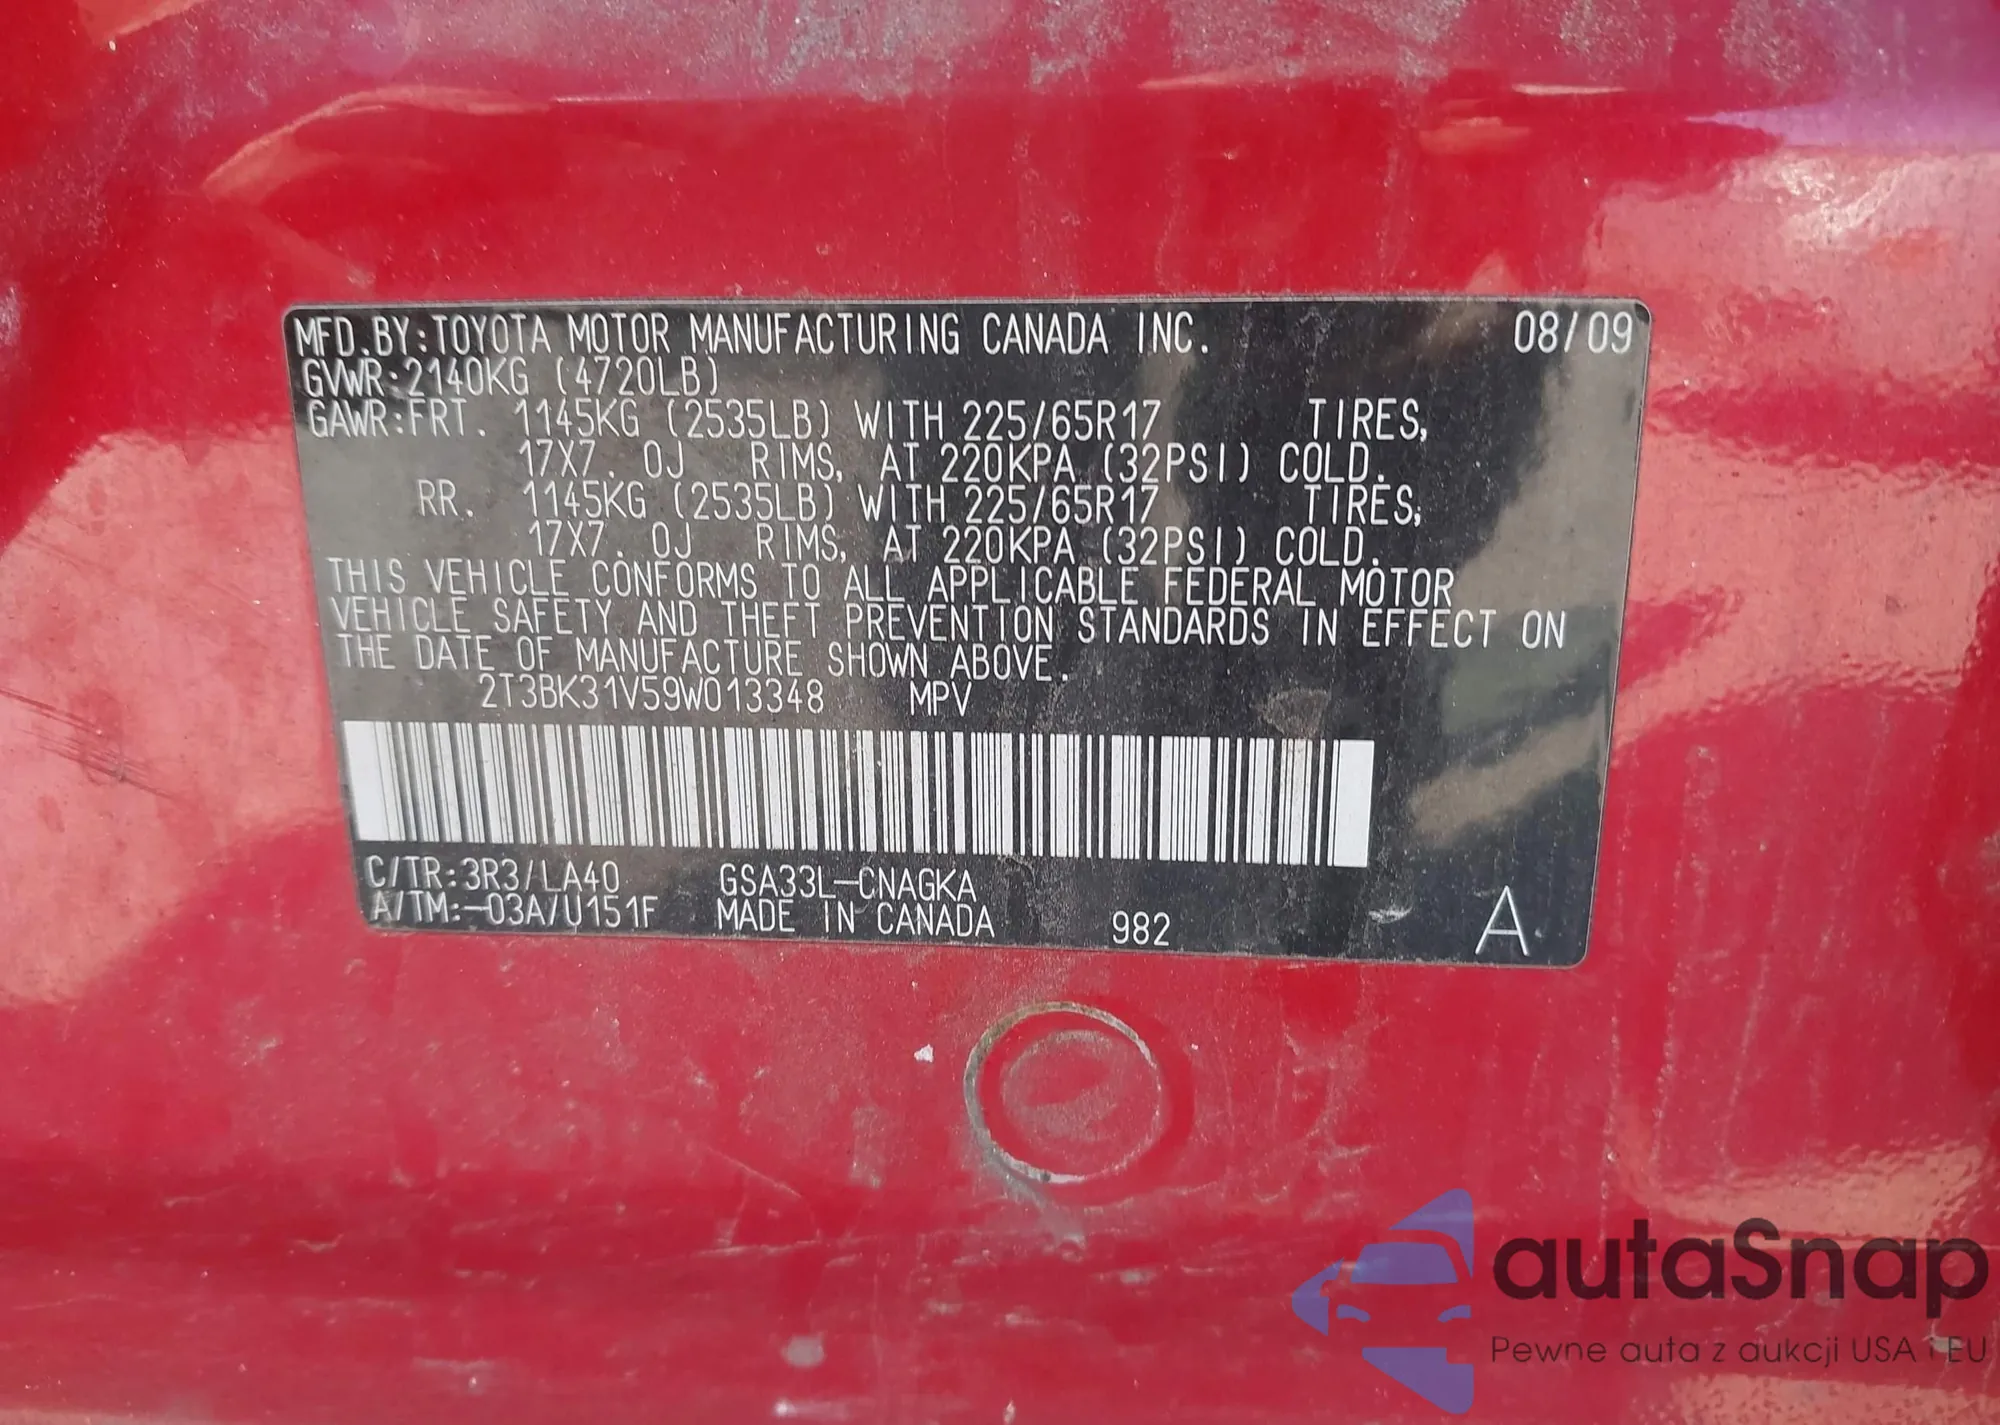 MFD.BY:TOYOTA MOTOR MANUFACTURING CANADA INC. 08/09
GVWR:2140KG (4720LB)
GAWR:FRT. 1145KG (2535LB) WITH 225/65R17 TIRES,
17X7.0J RIMS, AT 220KPA (32PSI) COLD.
RR. 1145KG (2535LB) WITH 225/65R17 TIRES,
17X7.0J RIMS, AT 220KPA (32PSI) COLD.
THIS VEHICLE CONFORMS TO ALL APPLICABLE FEDERAL MOTOR
VEHICLE SAFETY AND THEFT PREVENTION STANDARDS IN EFFECT ON
THE DATE OF MANUFACTURE SHOWN ABOVE.
2T3BK31V59W013348 MPV
C/TR:3R3/LA40 GSA33L-CNAGKA
A/TM:-03A/U151F MADE IN CANADA 982 A
autaSnap
Pewne auta z aukcji USA i EU